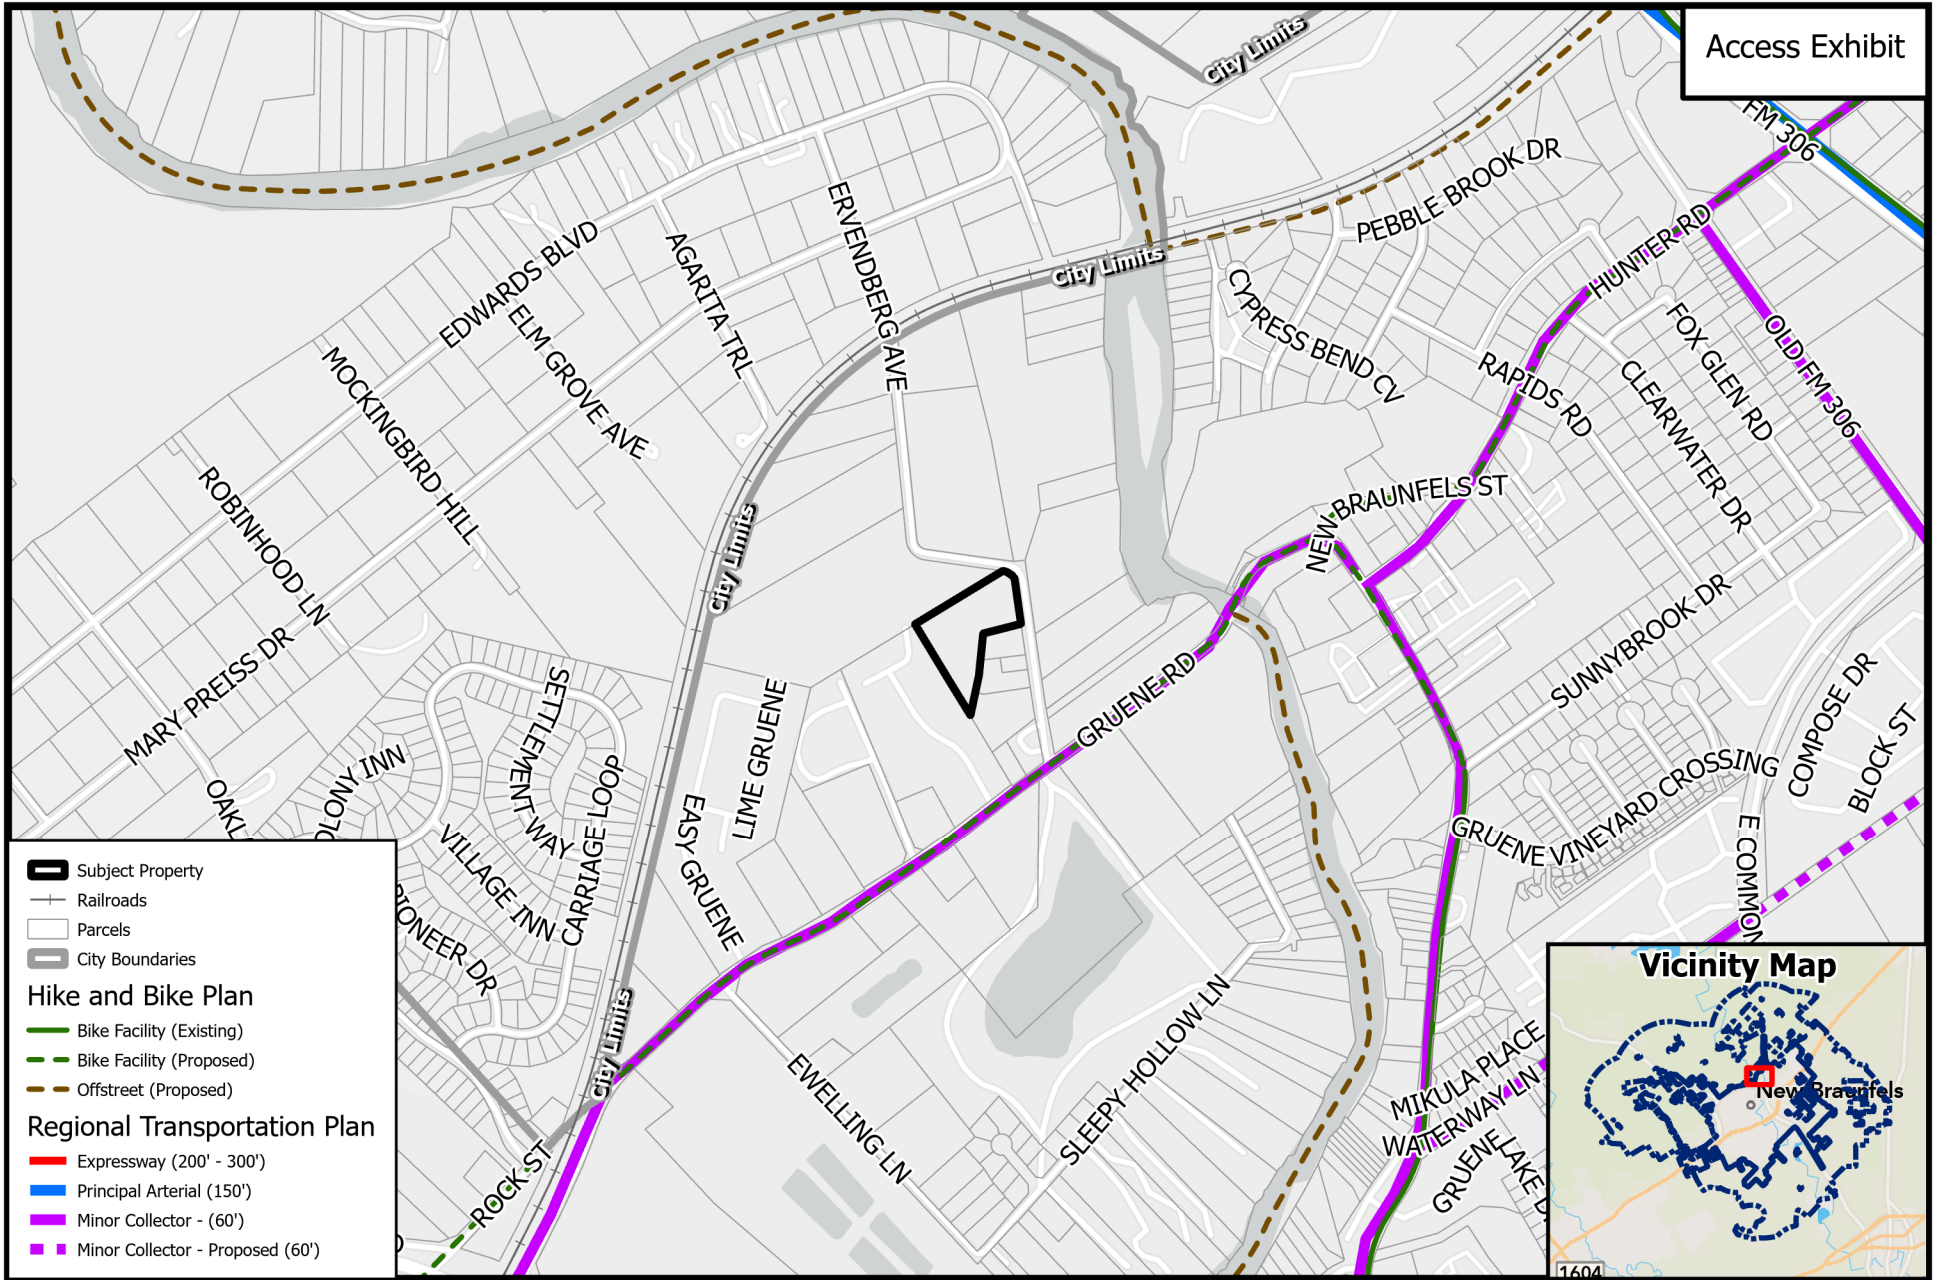 Access Exhibit
City Limits
FM 306
PEBBLE BROOK DR
HUNTER RD
ERVENDBERG AVE
EDWARDS BLVD
AGARITA TRL
City Limits
CYPRESS BEND CV
ELM GROVE AVE
MOCKINGBIRD HILL
RAPIDS RD
FOX GLEN RD
OLD FM 306
CLEARWATER DR
ROBINHOOD LN
City Limits
NEW BRAUNFELS ST
MARY PREISS DR
SUNNYBROOK DR
GRUENE RD
SETTLEMENT WAY
LIME GRUENE
COMPOSE DR
BLOCK ST
OLONY INN
OAKL
CARRIAGE LOOP
VILLAGE INN
EASY GRUENE
GRUENE VINEYARD CROSSING
E COMMON
PIONEER DR
City Limits
EWELLING LN
SLEEPY HOLLOW LN
MIKULA PLACE
WATERWAY LN
GRUENE LAKE D
ROCK ST
Subject Property
Railroads
Parcels
City Boundaries
Hike and Bike Plan
Bike Facility (Existing)
Bike Facility (Proposed)
Offstreet (Proposed)
Regional Transportation Plan
Expressway (200' - 300')
Principal Arterial (150')
Minor Collector - (60')
Minor Collector - Proposed (60')
Vicinity Map
New Braunfels
1604